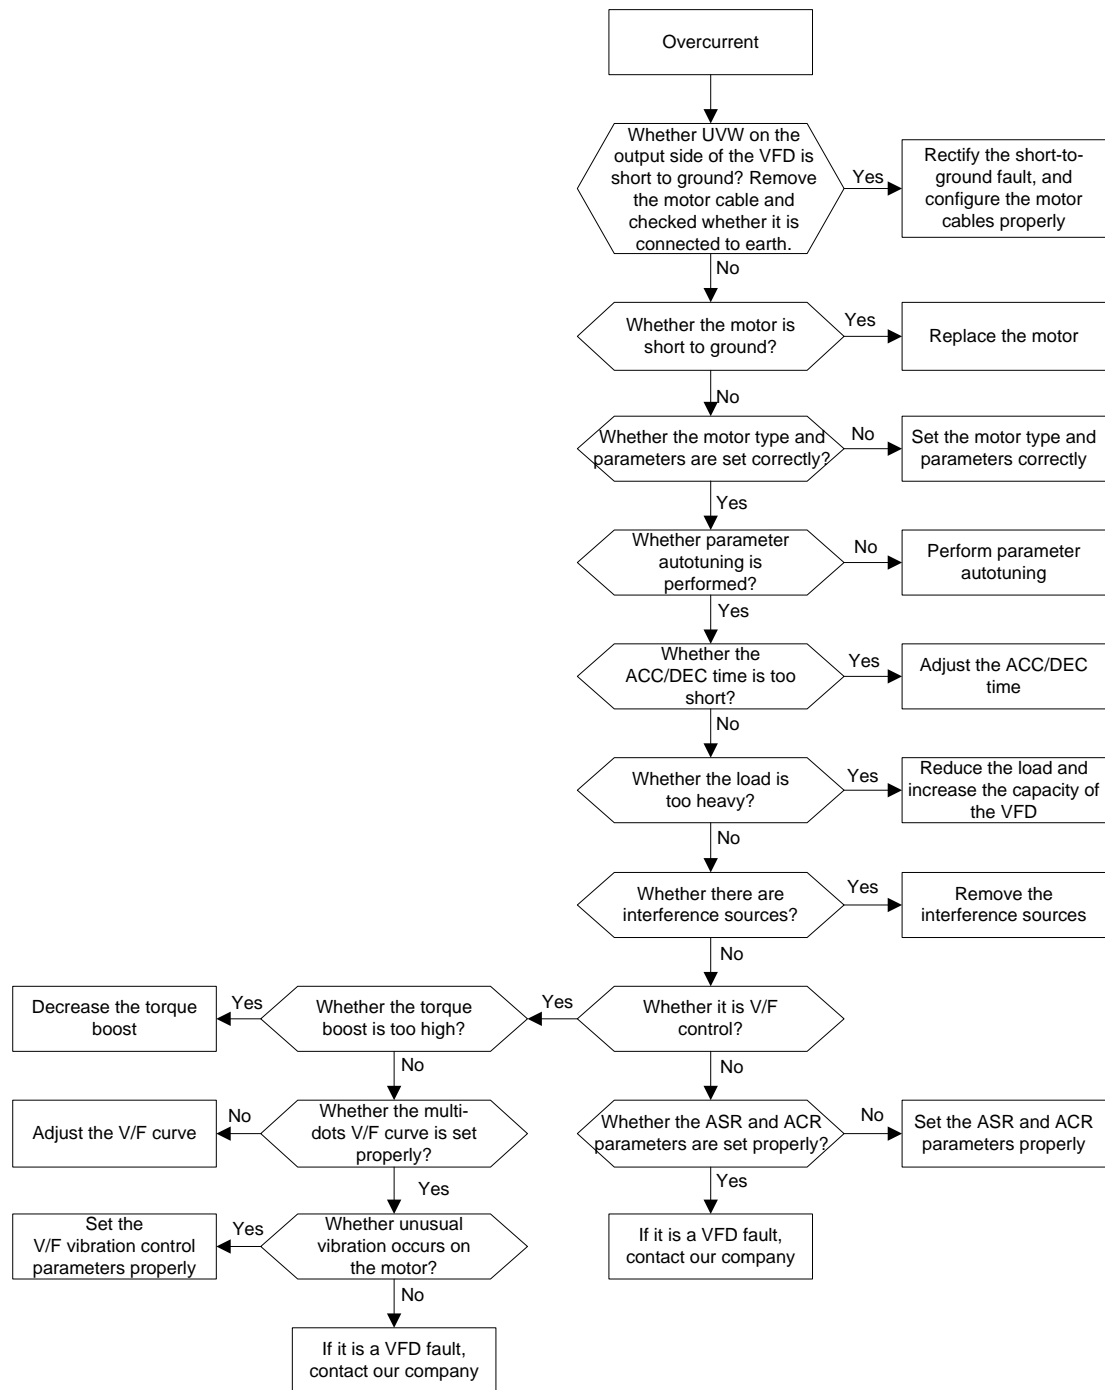 Overcurrent
Whether UVW on the
output side of the VFD is
short to ground? Remove
the motor cable and
checked whether it is
connected to earth.
Yes
Rectify the short-to-
ground fault, and
configure the motor
cables properly
No
Whether the motor is
short to ground?
Yes
Replace the motor
No
Whether the motor type and
parameters are set correctly?
No
Set the motor type and
parameters correctly
Yes
Whether parameter
autotuning is
performed?
No
Perform parameter
autotuning
Yes
Whether the
ACC/DEC time is too
short?
Yes
Adjust the ACC/DEC
time
No
Whether the load is
too heavy?
Yes
Reduce the load and
increase the capacity of
the VFD
No
Whether there are
interference sources?
Yes
Remove the
interference sources
No
Whether it is V/F
control?
Yes
Whether the torque
boost is too high?
Yes
Decrease the torque
boost
No
No
Whether the multi-
dots V/F curve is set
properly?
No
Adjust the V/F curve
Whether the ASR and ACR
parameters are set properly?
No
Set the ASR and ACR
parameters properly
Yes
Yes
Whether unusual
vibration occurs on
the motor?
Yes
Set the
V/F vibration control
parameters properly
If it is a VFD fault,
contact our company
No
If it is a VFD fault,
contact our company